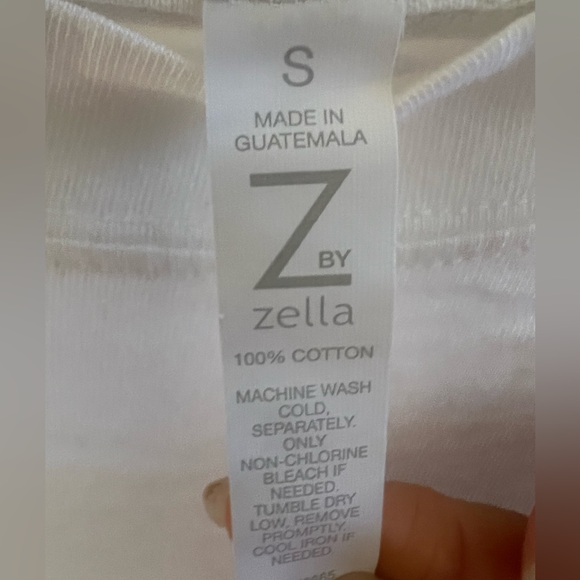 S
MADE IN
GUATEMALA
Z BY
zella
100% COTTON
MACHINE WASH
COLD,
SEPARATELY.
ONLY
NON-CHLORINE
BLEACH IF
NEEDED.
TUMBLE DRY
LOW, REMOVE
PROMPTLY.
COOL IRON IF
NEEDED.